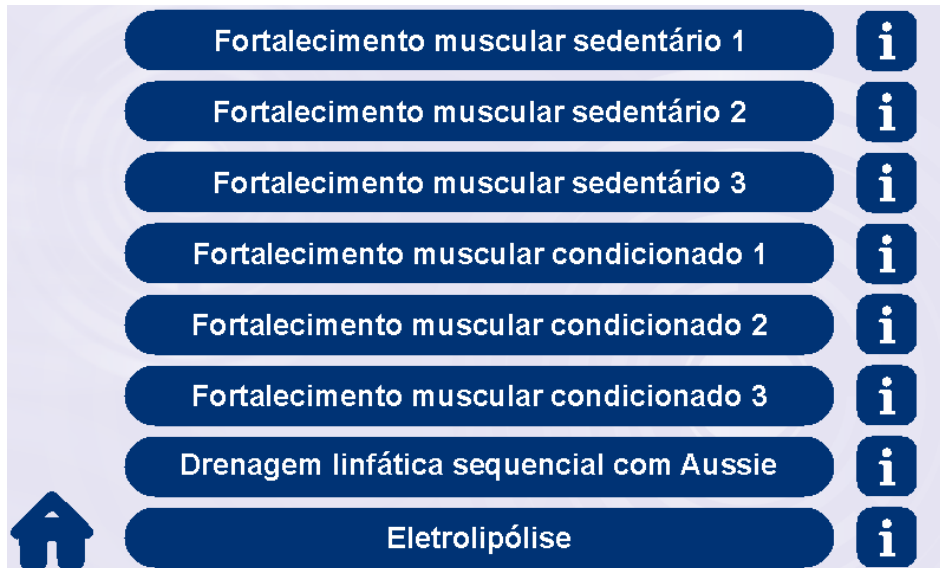 Fortalecimento muscular sedentário 1
i
Fortalecimento muscular sedentário 2
i
Fortalecimento muscular sedentário 3
i
Fortalecimento muscular condicionado 1
i
Fortalecimento muscular condicionado 2
i
Fortalecimento muscular condicionado 3
i
Drenagem linfática sequencial com Aussie
i
Eletrolipólise
i